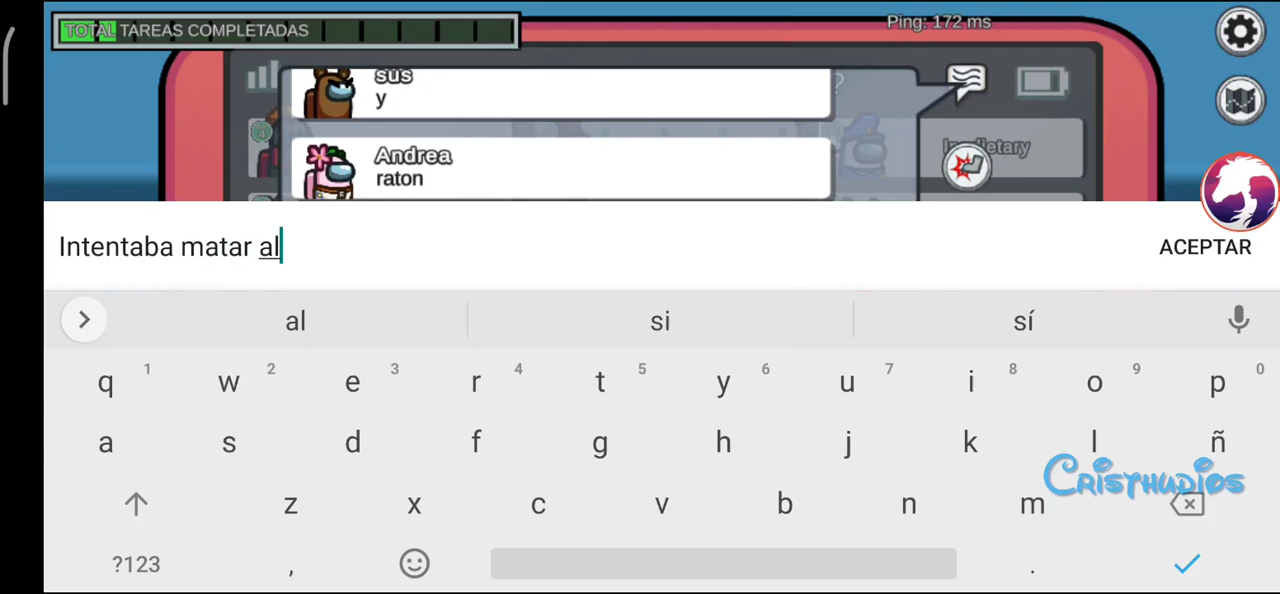 TOTAL TAREAS COMPLETADAS
Ping: 172 ms
sus
y
?
Andrea
raton
Intentaba matar al
ACEPTAR
al si sí
q 1 w 2 e 3 r 4 t 5 y 6 u 7 i 8 o 9 p 0
a s d f g h j k l ñ
z x c v b n m
CRISTHUDIOS
?123 , .